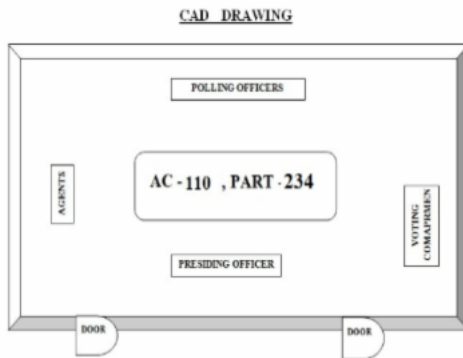 CAD DRAWING
POLLING OFFICERS
AGENTS
AC - 110 , PART - 234
VOTING
COMAPRMEN
PRESIDING OFFICER
DOOR
DOOR